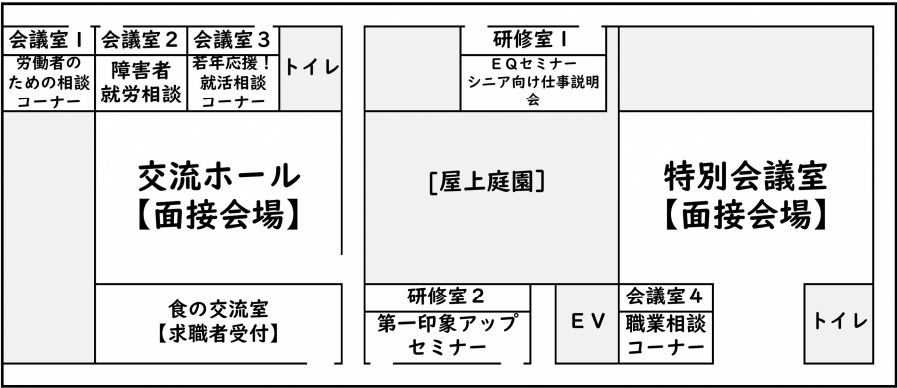 会議室1
労働者の
ための相談
コーナー
会議室2
障害者
就労相談
会議室3
若年応援!
就活相談
コーナー
トイレ
研修室1
EQセミナー
シニア向け仕事説明
会
交流ホール
【面接会場】
[屋上庭園]
特別会議室
【面接会場】
食の交流室
【求職者受付】
研修室2
第一印象アップ
セミナー
EV
会議室4
職業相談
コーナー
トイレ